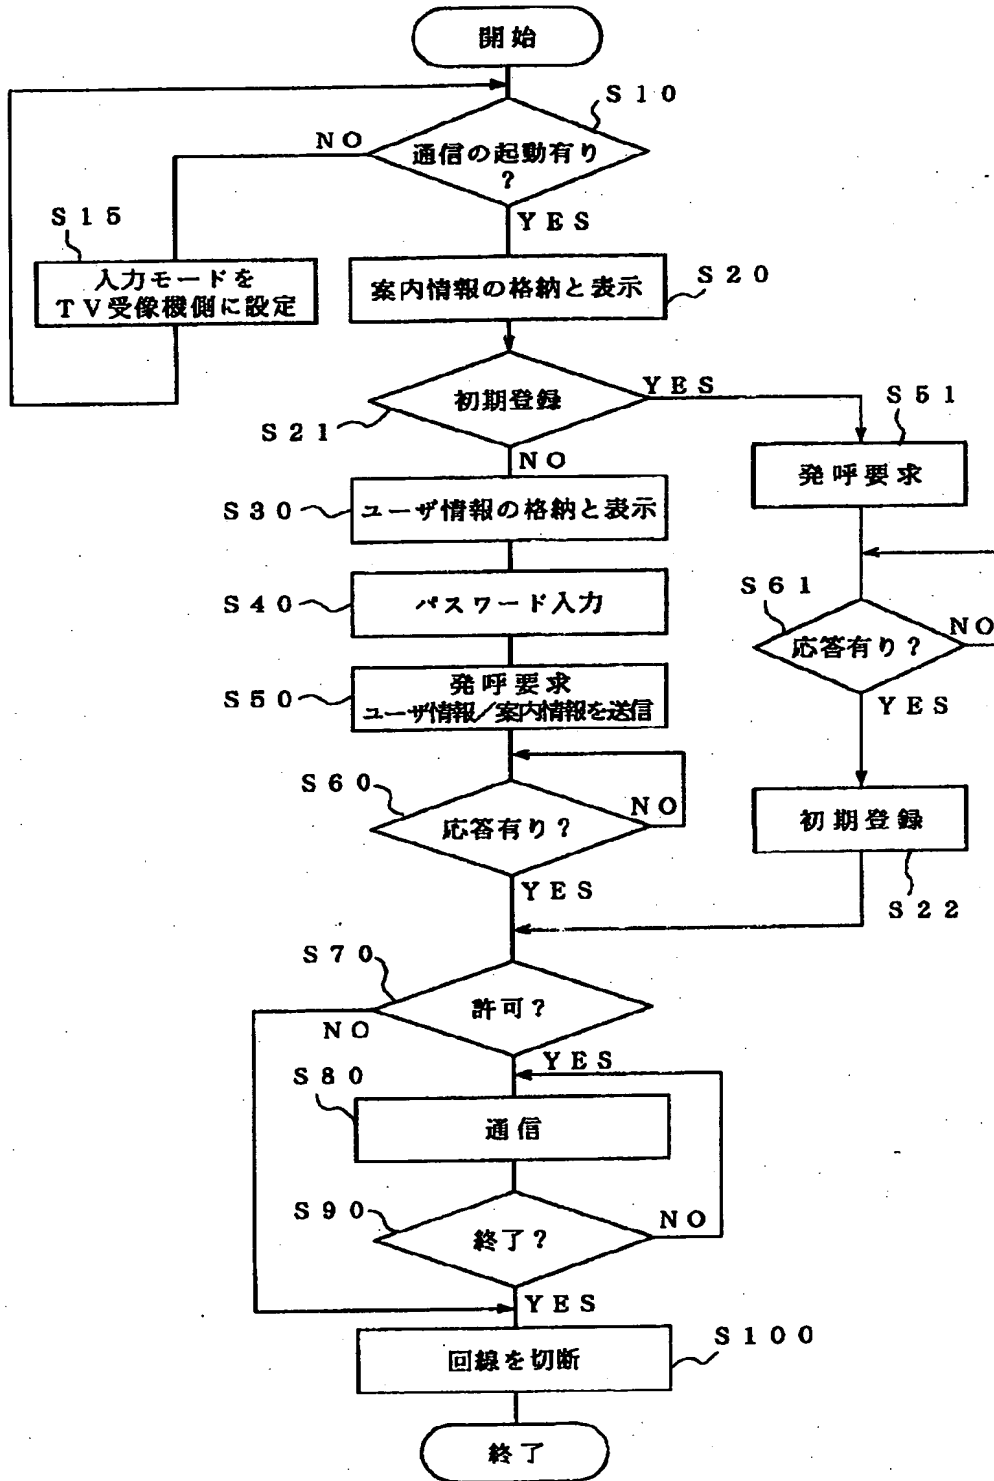 開始
S10
NO
通信の起動有り
?
S15
YES
入力モードを
TV受像機側に設定
案内情報の格納と表示
S20
初期登録
YES
S21
NO
S51
発呼要求
S30
ユーザ情報の格納と表示
S40
パスワード入力
S61
応答有り?
NO
S50
発呼要求
ユーザ情報/案内情報を送信
YES
S60
NO
応答有り?
初期登録
YES
S22
S70
許可?
NO
YES
S80
通信
S90
NO
終了?
YES
S100
回線を切断
終了